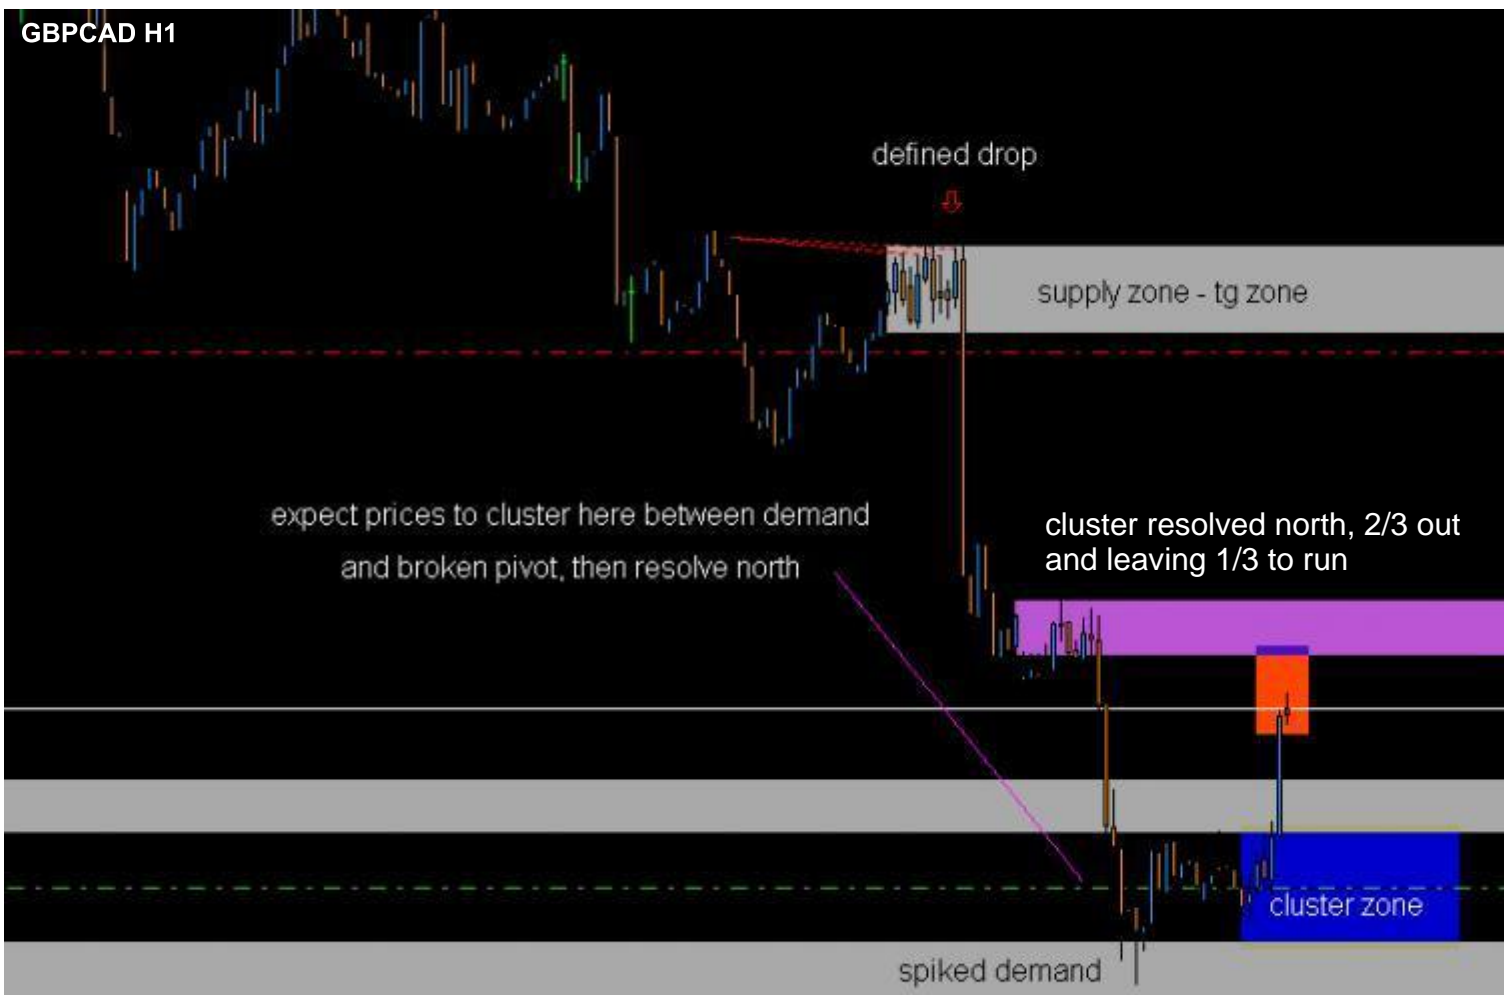 GBPCAD H1
defined drop
supply zone - tg zone
expect prices to cluster here between demand
and broken pivot, then resolve north
cluster resolved north, 2/3 out
and leaving 1/3 to run
cluster zone
spiked demand